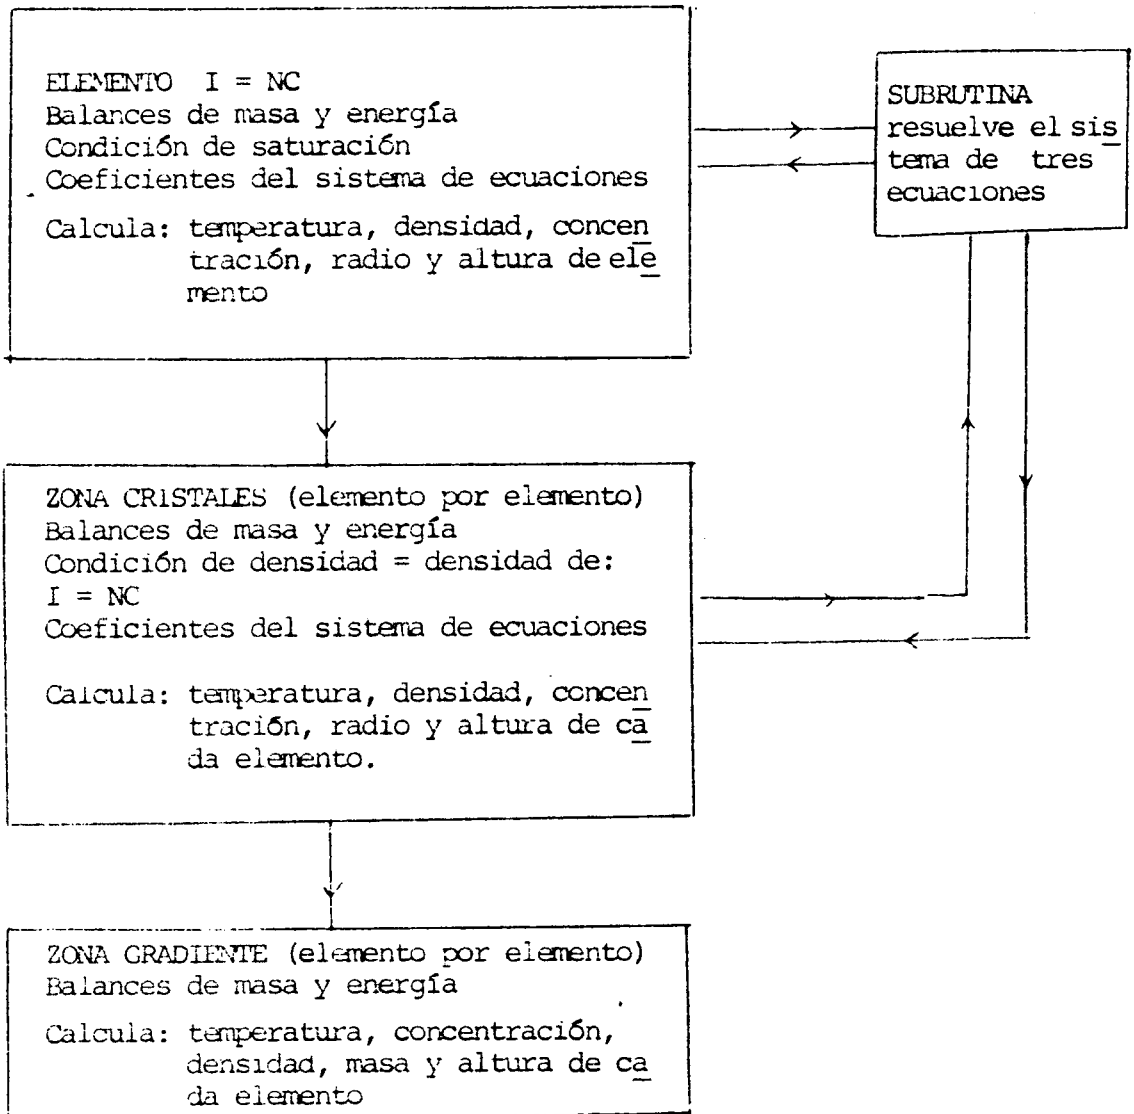 ELEMENTO I = NC
Balances de masa y energía
Condición de saturación
Coeficientes del sistema de ecuaciones
Calcula: temperatura, densidad, concen
tración, radio y altura de ele
mento
SUBRUTINA
resuelve el sis
tema de tres
ecuaciones
ZONA CRISTALES (elemento por elemento)
Balances de masa y energía
Condición de densidad = densidad de:
I = NC
Coeficientes del sistema de ecuaciones
Calcula: temperatura, densidad, concen
tración, radio y altura de ca
da elemento.
ZONA GRADIENTE (elemento por elemento)
Balances de masa y energía
Calcula: temperatura, concentración,
densidad, masa y altura de ca
da elemento